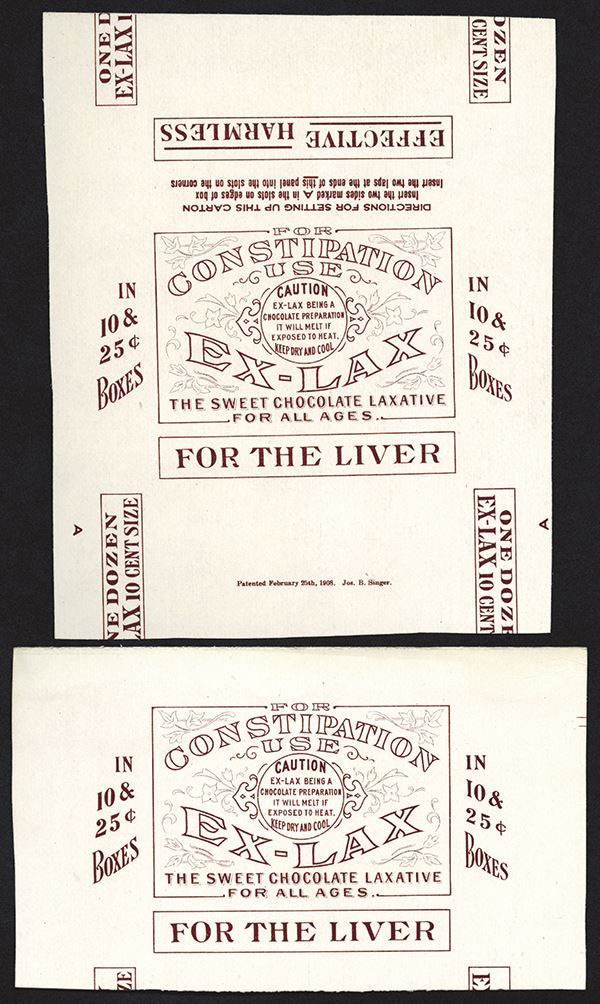 ONE D
EX-LAX 1
DOZEN
CENT SIZE
EFFECTIVE HARMLESS
DIRECTIONS FOR SETTING UP THIS CARTON
Insert the two sides marked A in the slots on edges of box
Insert the two laps at the ends of this panel into the slots on the corners
FOR
CONSTIPATION
USE
CAUTION
EX-LAX BEING A
CHOCOLATE PREPARATION
IT WILL MELT IF
EXPOSED TO HEAT.
KEEP DRY AND COOL
EX-LAX
THE SWEET CHOCOLATE LAXATIVE
FOR ALL AGES.
IN
10 &
25¢
BOXES
IN
10 &
25¢
BOXES
FOR THE LIVER
A
NE DOZEN
AX 10 CENT SIZE
ONE DOZ
EX-LAX 10 CENT
A
Patented February 25th, 1908. Jos. B. Singer.
FOR
CONSTIPATION
USE
CAUTION
EX-LAX BEING A
CHOCOLATE PREPARATION
IT WILL MELT IF
EXPOSED TO HEAT.
KEEP DRY AND COOL
EX-LAX
THE SWEET CHOCOLATE LAXATIVE
FOR ALL AGES.
IN
10 &
25¢
BOXES
IN
10 &
25¢
BOXES
FOR THE LIVER
ZE